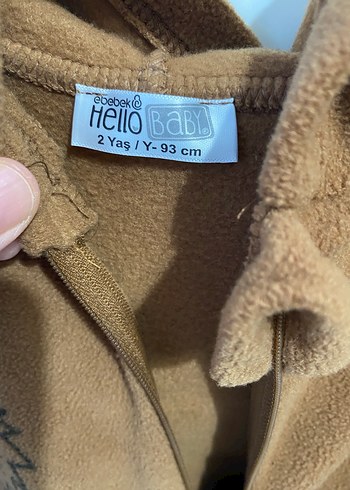 ebebek
Hello BaBY®
2 Yaş / Y- 93 cm